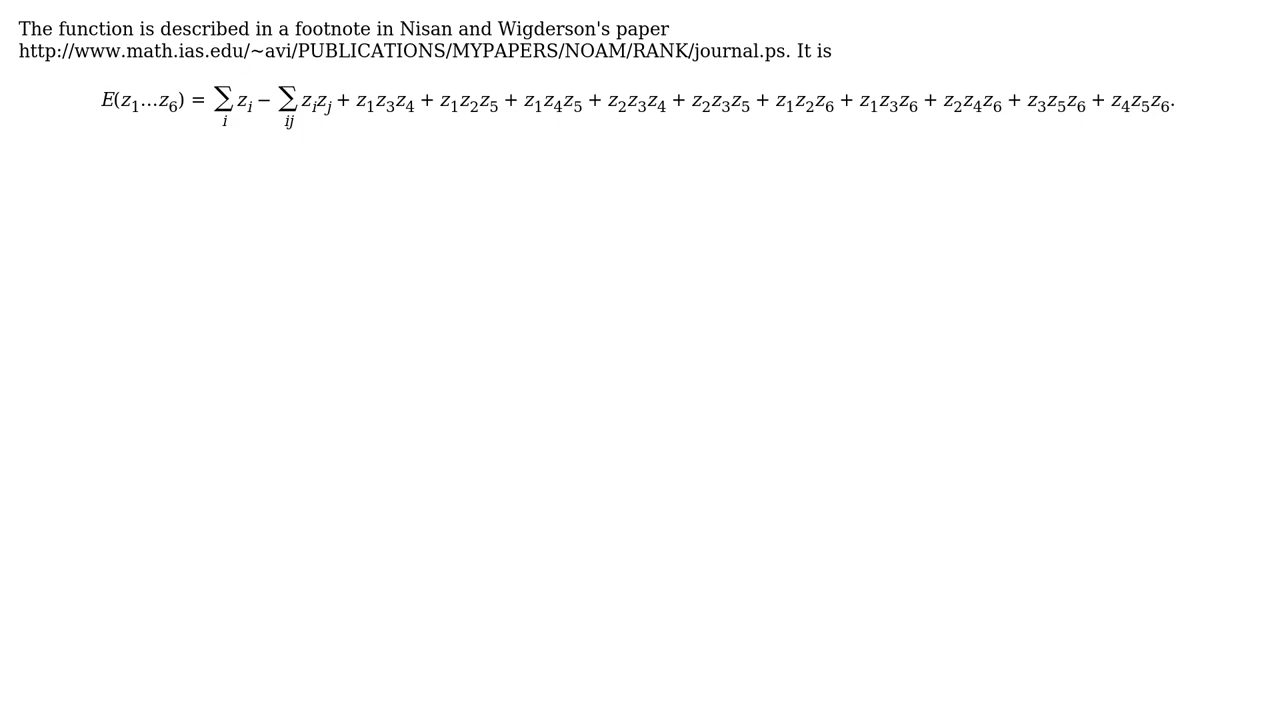 The function is described in a footnote in Nisan and Wigderson's paper
http://www.math.ias.edu/~avi/PUBLICATIONS/MYPAPERS/NOAM/RANK/journal.ps. It is
E(z₁…z₆) = ∑ᵢ zᵢ − ∑ᵢⱼ zᵢzⱼ + z₁z₃z₄ + z₁z₂z₅ + z₁z₄z₅ + z₂z₃z₄ + z₂z₃z₅ + z₁z₂z₆ + z₁z₃z₆ + z₂z₄z₆ + z₃z₅z₆ + z₄z₅z₆.